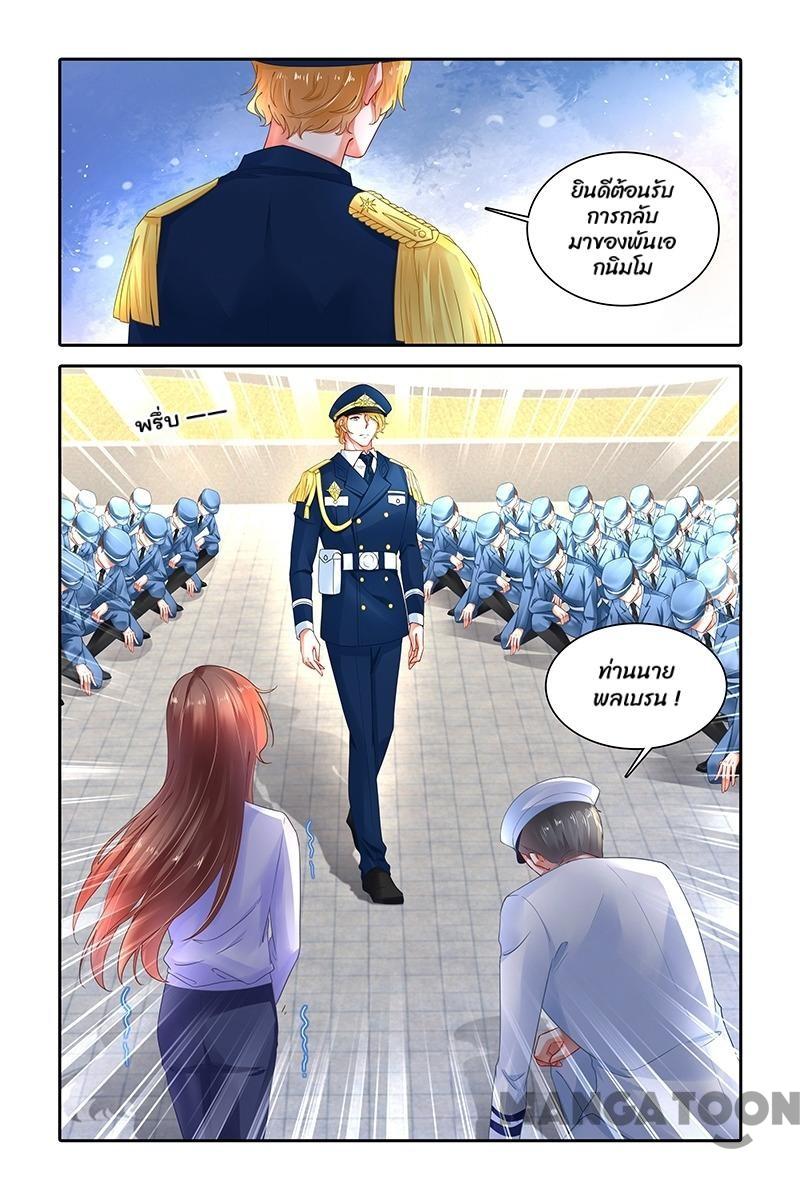 ยินดีต้อนรับ
การกลับ
มาของพันเอ
กนิมโม
พรึ่บ ——
ท่านนาย
พลเบรน !
MANGATOON